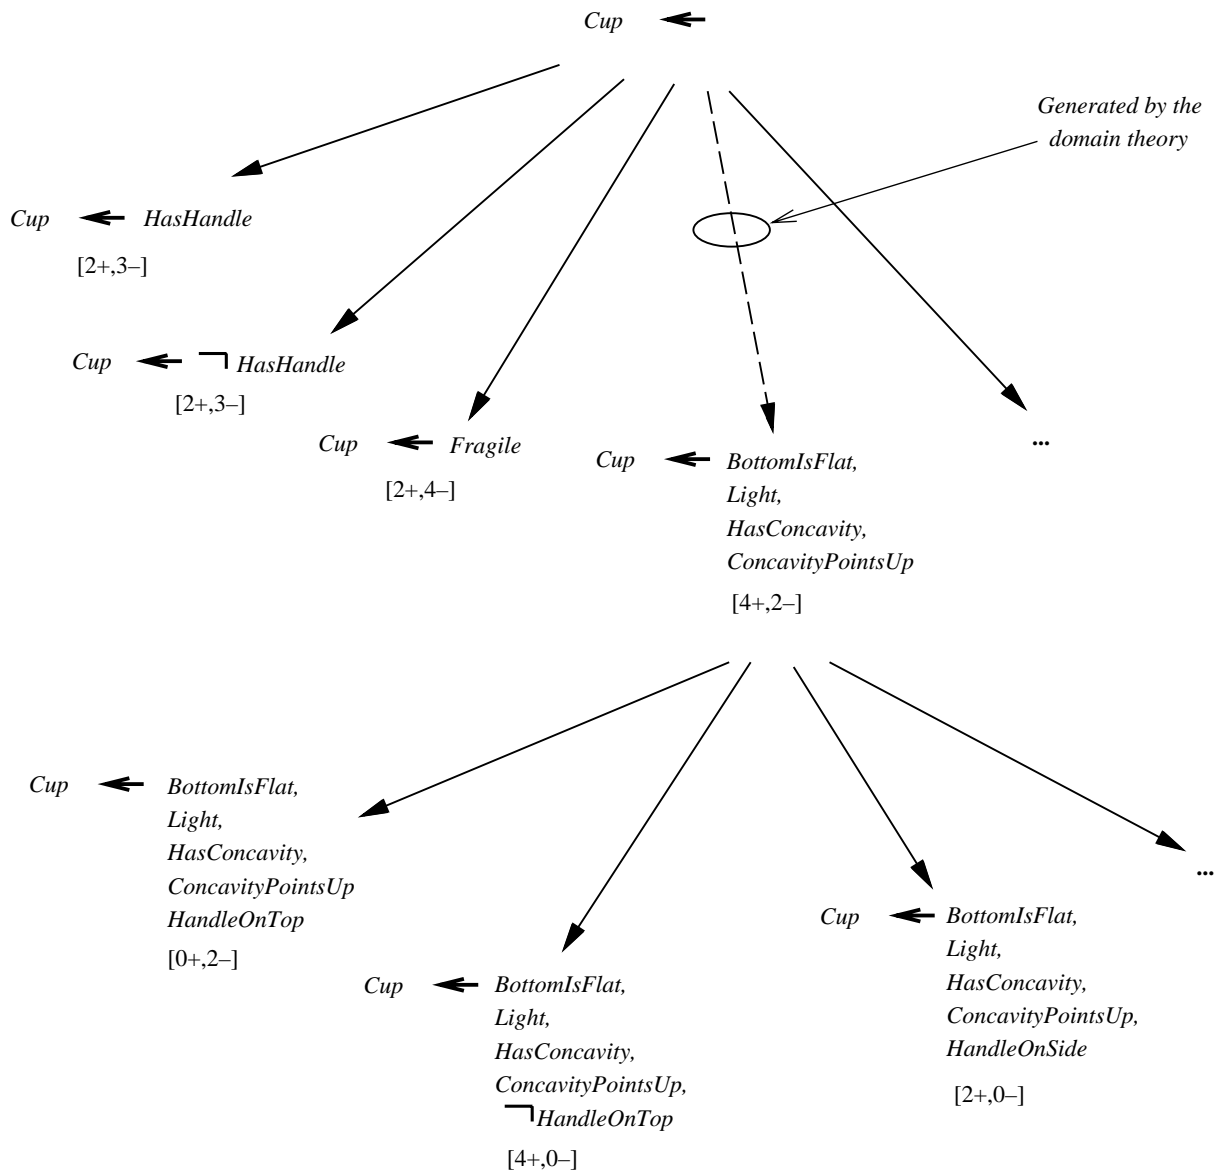 Cup
Generated by the
domain theory
Cup HasHandle
[2+,3–]
Cup ¬ HasHandle
[2+,3–]
Cup Fragile
[2+,4–]
Cup BottomIsFlat,
Light,
HasConcavity,
ConcavityPointsUp
[4+,2–]
...
Cup BottomIsFlat,
Light,
HasConcavity,
ConcavityPointsUp
HandleOnTop
[0+,2–]
Cup BottomIsFlat,
Light,
HasConcavity,
ConcavityPointsUp,
¬ HandleOnTop
[4+,0–]
Cup BottomIsFlat,
Light,
HasConcavity,
ConcavityPointsUp,
HandleOnSide
[2+,0–]
...